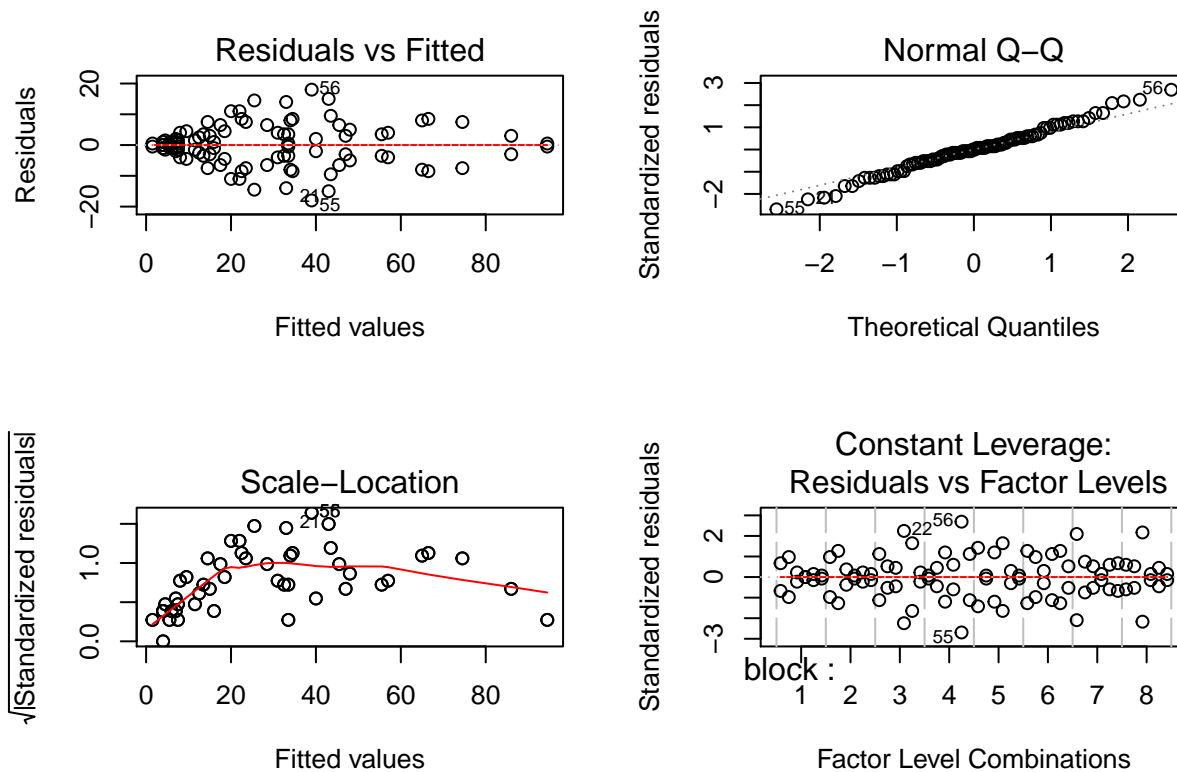 Residuals vs Fitted
Residuals
20
0
−20
56
21
55
0 20 40 60 80
Fitted values
Normal Q−Q
Standardized residuals
3
1
−2
56
55
−2 −1 0 1 2
Theoretical Quantiles
Scale−Location
√|Standardized residuals|
1.0
0.0
21
56
0 20 40 60 80
Fitted values
Constant Leverage:
Residuals vs Factor Levels
Standardized residuals
2
0
−3
22
56
55
block :
1 2 3 4 5 6 7 8
Factor Level Combinations